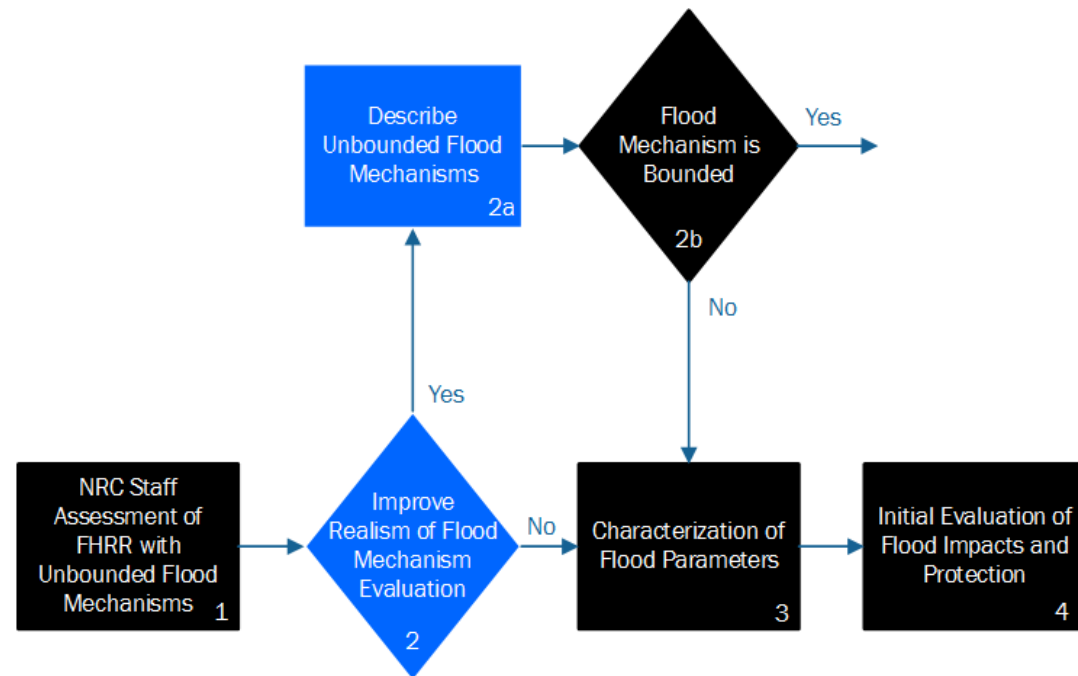 Describe
Unbounded Flood
Mechanisms
2a
Flood
Mechanism is
Bounded
2b
Yes
No
Yes
NRC Staff
Assessment of
FHRR with
Unbounded Flood
Mechanisms
1
Improve
Realism of Flood
Mechanism
Evaluation
2
No
Characterization of
Flood Parameters
3
Initial Evaluation of
Flood Impacts and
Protection
4